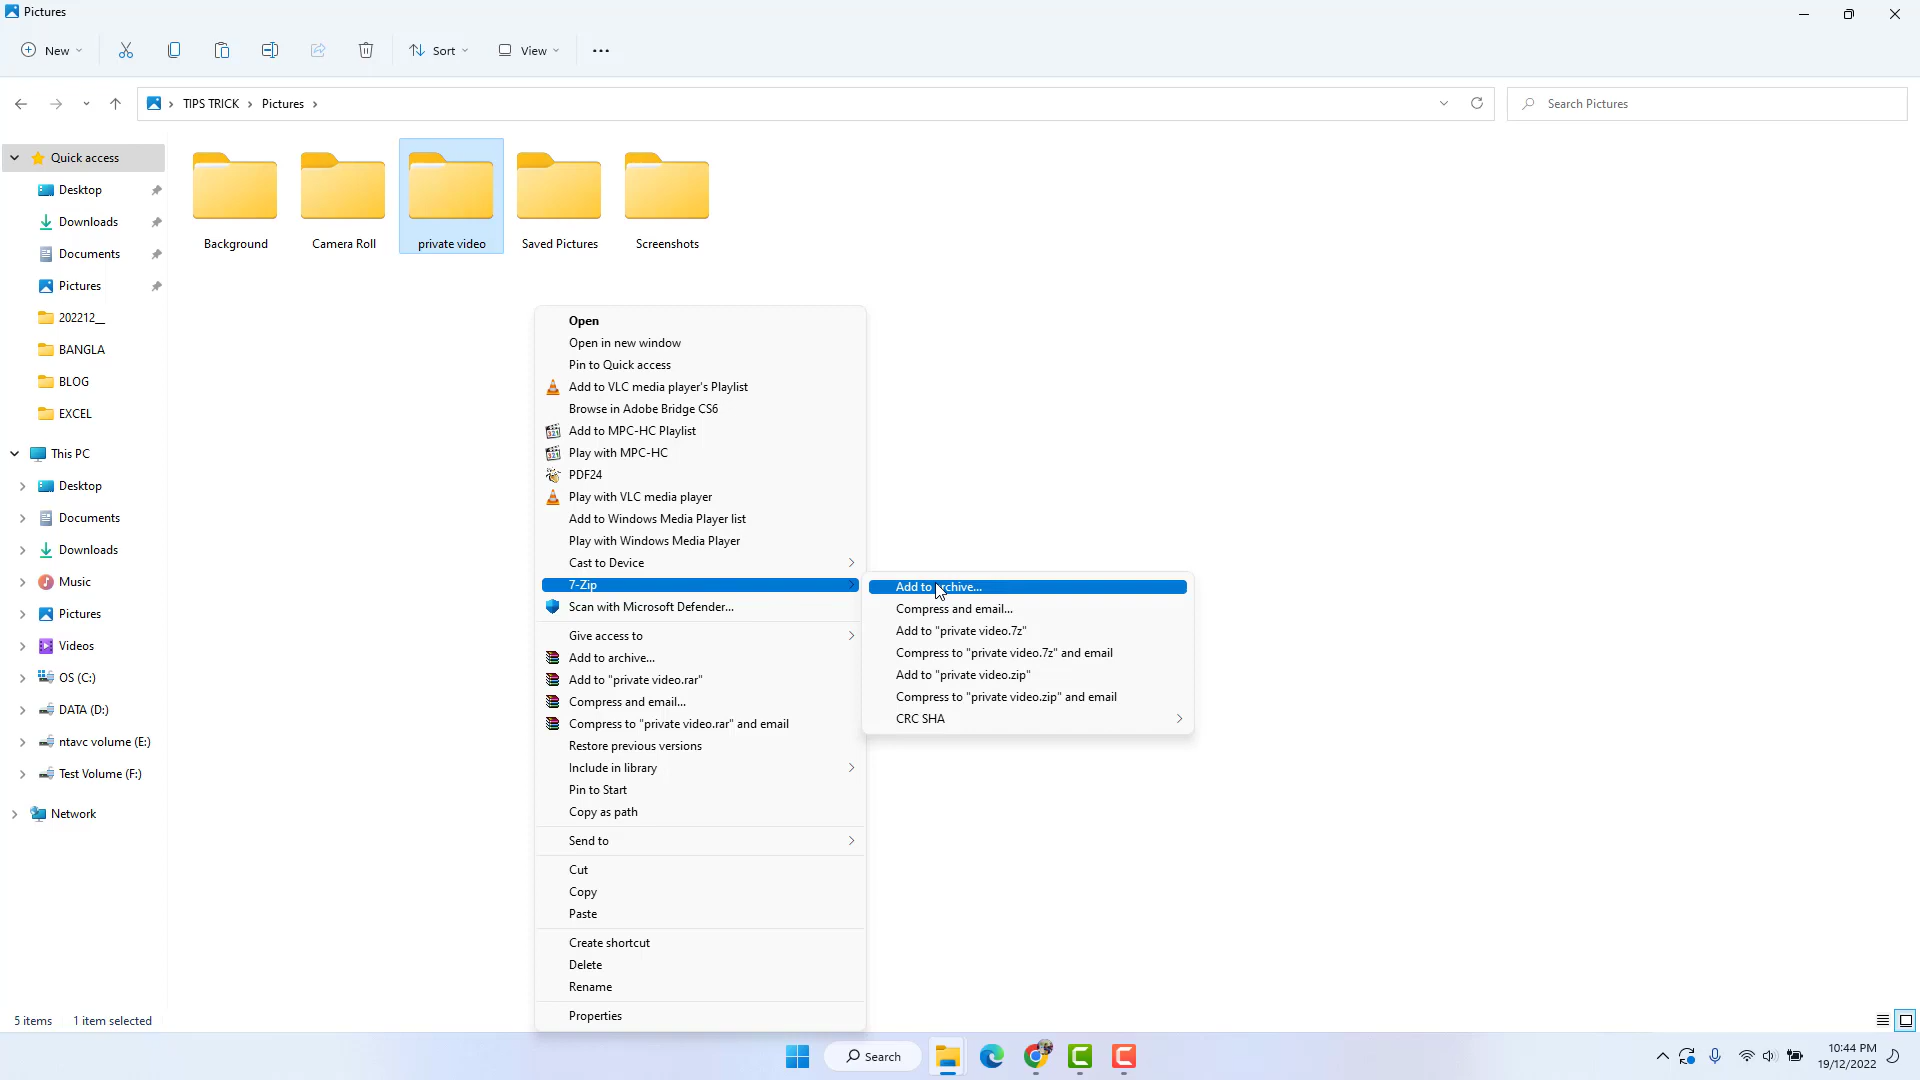 Pictures
New
Sort
View
TIPS TRICK
Pictures
Search Pictures
Quick access
Desktop
Downloads
Documents
Pictures
202212__
BANGLA
BLOG
EXCEL
This PC
Desktop
Documents
Downloads
Music
Pictures
Videos
OS (C:)
DATA (D:)
ntavc volume (E:)
Test Volume (F:)
Network
Background
Camera Roll
private video
Saved Pictures
Screenshots
Open
Open in new window
Pin to Quick access
Add to VLC media player's Playlist
Browse in Adobe Bridge CS6
Add to MPC-HC Playlist
Play with MPC-HC
PDF24
Play with VLC media player
Add to Windows Media Player list
Play with Windows Media Player
Cast to Device
7-Zip
Scan with Microsoft Defender...
Give access to
Add to archive...
Add to "private video.rar"
Compress and email...
Compress to "private video.rar" and email
Restore previous versions
Include in library
Pin to Start
Copy as path
Send to
Cut
Copy
Paste
Create shortcut
Delete
Rename
Properties
Add to archive...
Compress and email...
Add to "private video.7z"
Compress to "private video.7z" and email
Add to "private video.zip"
Compress to "private video.zip" and email
CRC SHA
5 items
1 item selected
Search
10:44 PM
19/12/2022